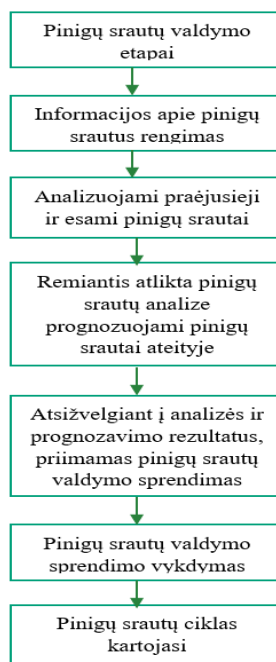 Pinigų srautų valdymo
etapai
Informacijos apie pinigų
srautus rengimas
Analizuojami praėjusieji
ir esami pinigų srautai
Remiantis atlikta pinigų
srautų analize
prognozuojami pinigų
srautai ateityje
Atsižvelgiant į analizės ir
prognozavimo rezultatus,
priimamas pinigų srautų
valdymo sprendimas
Pinigų srautų valdymo
sprendimo vykdymas
Pinigų srautų ciklas
kartojasi